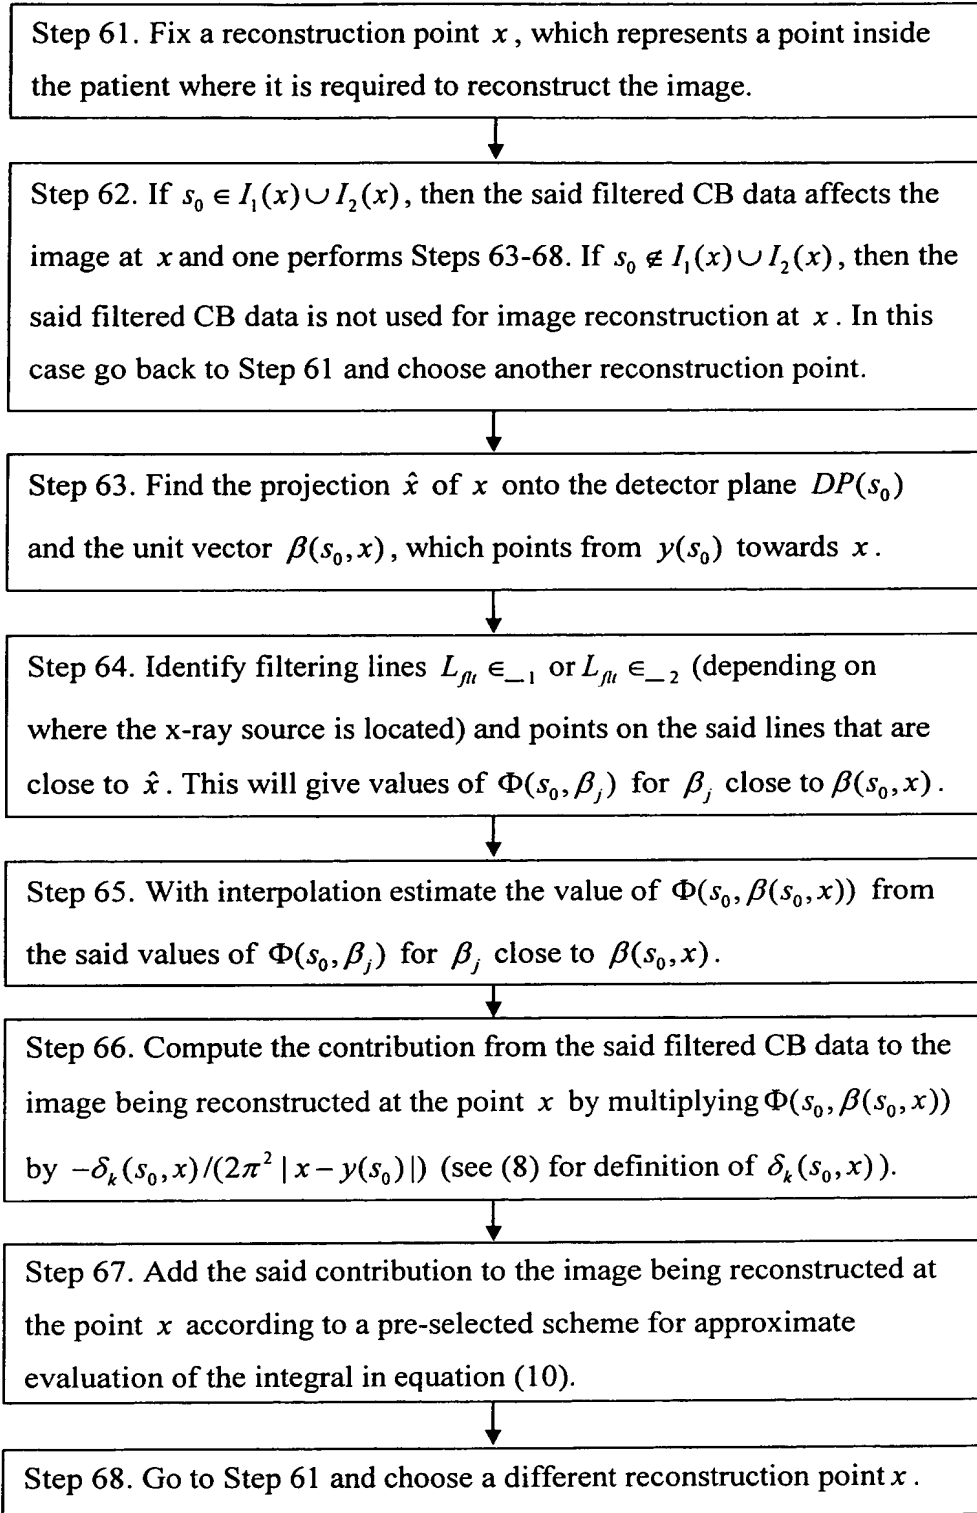 Step 61. Fix a reconstruction point x, which represents a point inside
the patient where it is required to reconstruct the image.
Step 62. If s₀ ∈ I₁(x) ∪ I₂(x), then the said filtered CB data affects the
image at x and one performs Steps 63-68. If s₀ ∉ I₁(x) ∪ I₂(x), then the
said filtered CB data is not used for image reconstruction at x. In this
case go back to Step 61 and choose another reconstruction point.
Step 63. Find the projection x̂ of x onto the detector plane DP(s₀)
and the unit vector β(s₀, x), which points from y(s₀) towards x.
Step 64. Identify filtering lines L_flt ∈_1 or L_flt ∈_2 (depending on
where the x-ray source is located) and points on the said lines that are
close to x̂. This will give values of Φ(s₀, βⱼ) for βⱼ close to β(s₀, x).
Step 65. With interpolation estimate the value of Φ(s₀, β(s₀, x)) from
the said values of Φ(s₀, βⱼ) for βⱼ close to β(s₀, x).
Step 66. Compute the contribution from the said filtered CB data to the
image being reconstructed at the point x by multiplying Φ(s₀, β(s₀, x))
by −δₖ(s₀, x)/(2π² | x − y(s₀) |) (see (8) for definition of δₖ(s₀, x)).
Step 67. Add the said contribution to the image being reconstructed at
the point x according to a pre-selected scheme for approximate
evaluation of the integral in equation (10).
Step 68. Go to Step 61 and choose a different reconstruction point x.